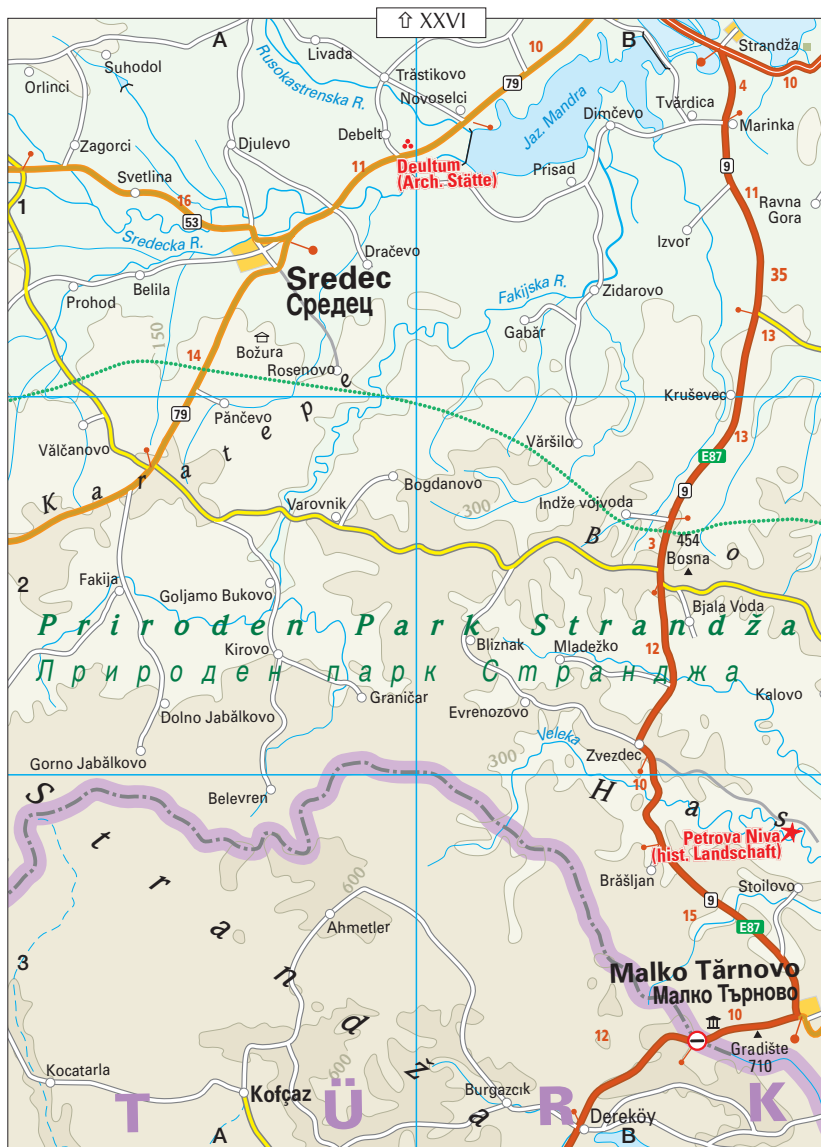 ⇧ XXVI
A
B
Orlinci
Suhodol
Livada
Rusokastrenska R.
Trăstikovo
Novoselci
10
79
Strandža
10
4
Jaz. Mandra
Dimčevo
Tvărdica
Marinka
Zagorci
Djulevo
Debelt
Deultum
(Arch. Stätte)
11
Prisad
9
11
Svetlina
16
53
1
Ravna
Gora
Izvor
Sredecka R.
Dračevo
Belila
Prohod
Sredec
Средец
Fakijska R.
Zidarovo
35
Gabăr
13
150
14
Božura
Rosenovo
79
Pănčevo
Vălčanovo
Karatepe
Kruševec
13
Văršilo
E87
9
Bogdanovo
Varovnik
300
Indže vojvoda
3
454
Bosna
B o
2
Fakija
Goljamo Bukovo
Bjala Voda
Priroden Park Strandža
Лрироден парк Странджа
Kirovo
Bliznak
Mladežko
12
Graničar
Dolno Jabălkovo
Evrenozovo
Kalovo
Veleka
Zvezdec
Gorno Jabălkovo
300
Belevren
10
H a s
Petrova Niva
(hist. Landschaft)
Brăšljan
Stoilovo
9
15
E87
Strandža
600
Ahmetler
3
Malko Tărnovo
Малко Търново
10
12
Gradište
710
600
Kocatarla
Kofçaz
Burgazcık
Dereköy
T Ü R K
A
B